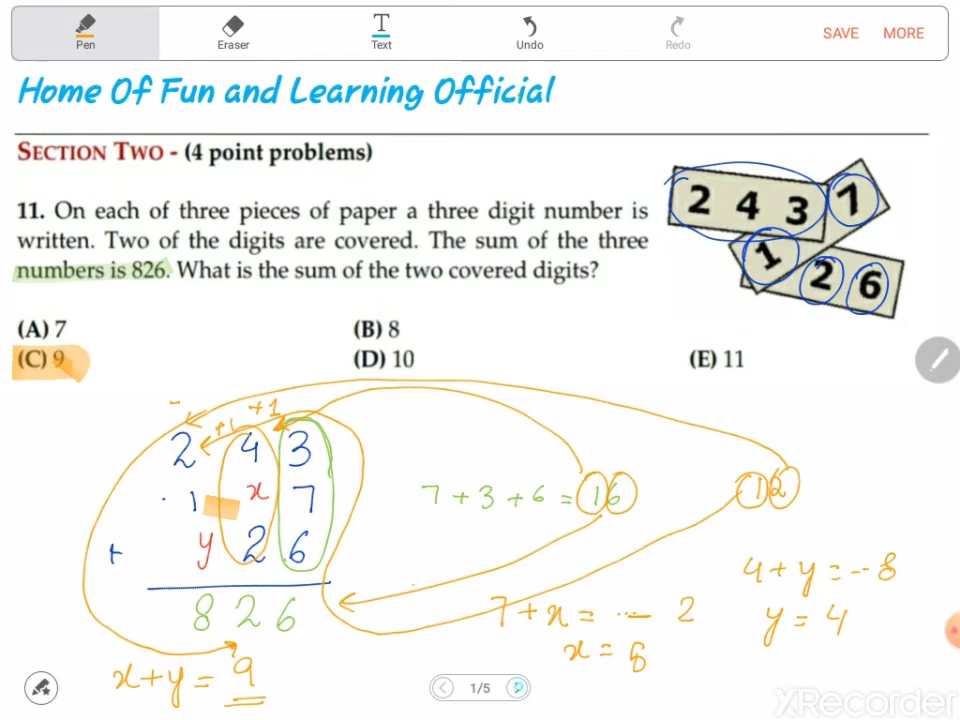 Pen Eraser Text Undo Redo SAVE MORE
Home Of Fun and Learning Official
SECTION TWO - (4 point problems)
11. On each of three pieces of paper a three digit number is
written. Two of the digits are covered. The sum of the three
numbers is 826. What is the sum of the two covered digits?
2 4 3 7
1 2 6
(A) 7 (B) 8
(C) 9 (D) 10 (E) 11
- +1 +1
2 4 3
1 x 7 7 + 3 + 6 = 16 12
+ y 2 6
8 2 6
4 + y = -- 8
7 + x = --- 2 y = 4
x =
x + y = 9
1/5
XRecorder